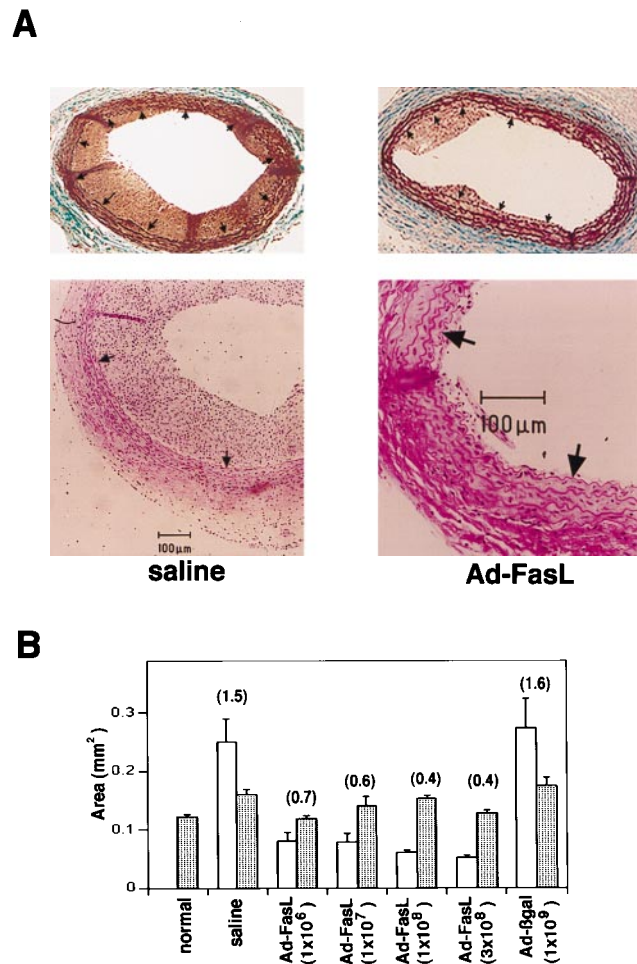 A
100μm
100μm
saline
Ad-FasL
B
Area (mm²)
0.3
0.2
0.1
0
(1.5)
(0.7)
(0.6)
(0.4)
(0.4)
(1.6)
normal
saline
Ad-FasL
(1x10⁶)
Ad-FasL
(1x10⁷)
Ad-FasL
(1x10⁸)
Ad-FasL
(3x10⁸)
Ad-βgal
(1x10⁹)